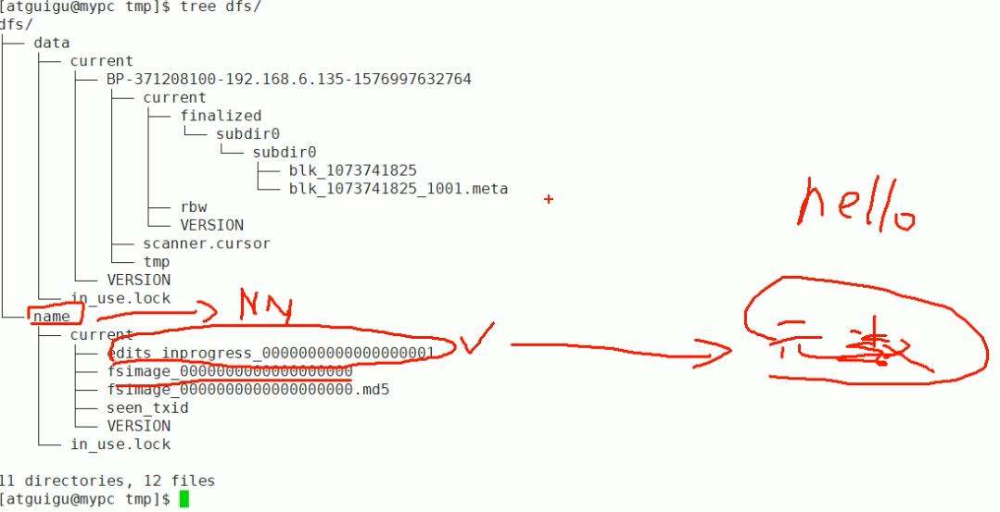 [atguigu@mypc tmp]$ tree dfs/
dfs/
├── data
│   ├── current
│   │   ├── BP-371208100-192.168.6.135-1576997632764
│   │   │   ├── current
│   │   │   │   ├── finalized
│   │   │   │   │   └── subdir0
│   │   │   │   │       └── subdir0
│   │   │   │   │           ├── blk_1073741825
│   │   │   │   │           └── blk_1073741825_1001.meta
│   │   │   │   ├── rbw
│   │   │   │   └── VERSION
│   │   │   ├── scanner.cursor
│   │   │   └── tmp
│   │   └── VERSION
│   └── in_use.lock
└── name
    ├── current
    │   ├── edits_inprogress_0000000000000000001
    │   ├── fsimage_0000000000000000000
    │   ├── fsimage_0000000000000000000.md5
    │   ├── seen_txid
    │   └── VERSION
    └── in_use.lock
11 directories, 12 files
[atguigu@mypc tmp]$
NN
hello